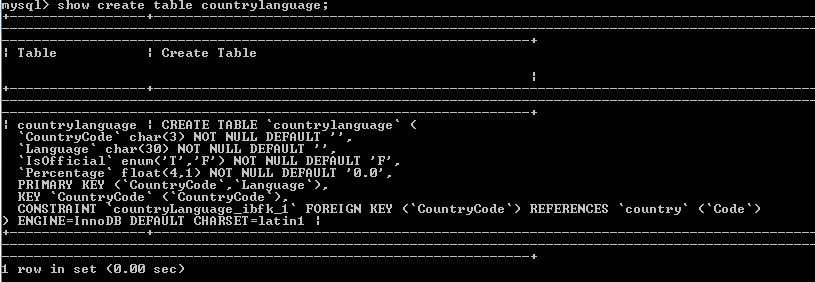 mysql> show create table countrylanguage;
+----------------+--------------------------------------------------------------------
-----------------------------------------------------------------------------------------
-----------------------------------------------------------------+
| Table          | Create Table
                                                                 |
+----------------+--------------------------------------------------------------------
-----------------------------------------------------------------------------------------
-----------------------------------------------------------------+
| countrylanguage | CREATE TABLE `countrylanguage` (
  `CountryCode` char(3) NOT NULL DEFAULT '',
  `Language` char(30) NOT NULL DEFAULT '',
  `IsOfficial` enum('T','F') NOT NULL DEFAULT 'F',
  `Percentage` float(4,1) NOT NULL DEFAULT '0.0',
  PRIMARY KEY (`CountryCode`,`Language`),
  KEY `CountryCode` (`CountryCode`),
  CONSTRAINT `countryLanguage_ibfk_1` FOREIGN KEY (`CountryCode`) REFERENCES `country` (`Code`)
) ENGINE=InnoDB DEFAULT CHARSET=latin1 |
+----------------+--------------------------------------------------------------------
-----------------------------------------------------------------------------------------
-----------------------------------------------------------------+
1 row in set (0.00 sec)